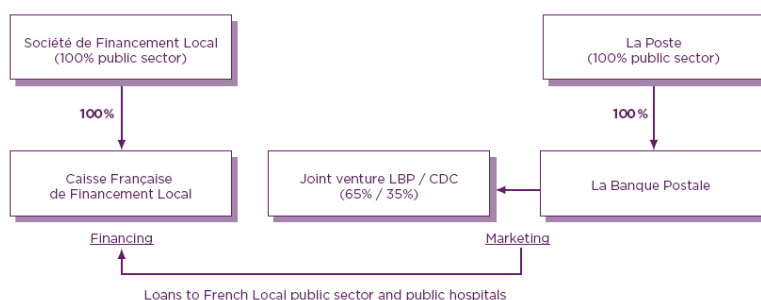 Société de Financement Local
(100% public sector)
La Poste
(100% public sector)
100%
100%
Caisse Française
de Financement Local
Joint venture LBP / CDC
(65% / 35%)
La Banque Postale
Financing
Marketing
Loans to French Local public sector and public hospitals